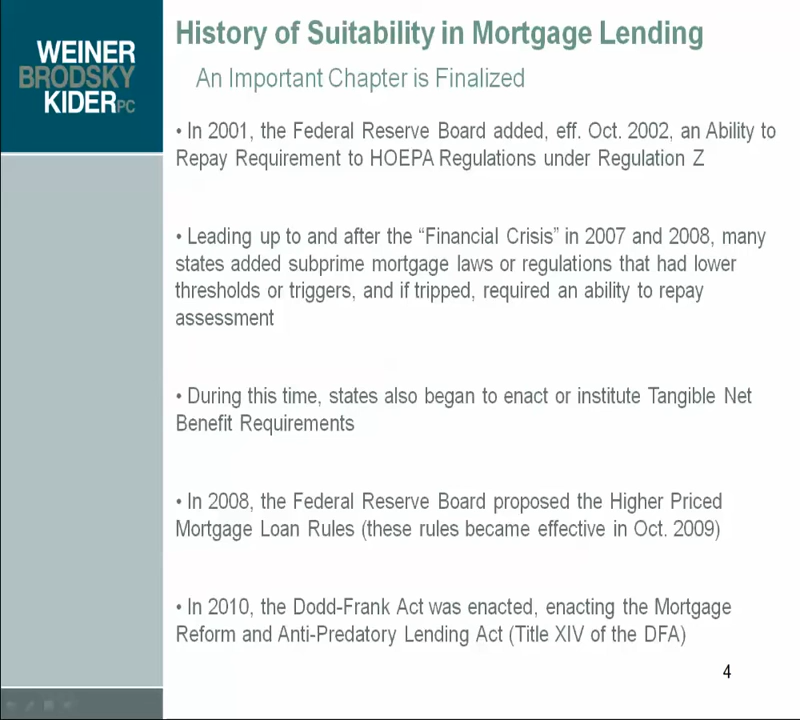 WEINER
BRODSKY
KIDER PC
History of Suitability in Mortgage Lending
An Important Chapter is Finalized
• In 2001, the Federal Reserve Board added, eff. Oct. 2002, an Ability to
Repay Requirement to HOEPA Regulations under Regulation Z
• Leading up to and after the “Financial Crisis” in 2007 and 2008, many
states added subprime mortgage laws or regulations that had lower
thresholds or triggers, and if tripped, required an ability to repay
assessment
• During this time, states also began to enact or institute Tangible Net
Benefit Requirements
• In 2008, the Federal Reserve Board proposed the Higher Priced
Mortgage Loan Rules (these rules became effective in Oct. 2009)
• In 2010, the Dodd-Frank Act was enacted, enacting the Mortgage
Reform and Anti-Predatory Lending Act (Title XIV of the DFA)
4